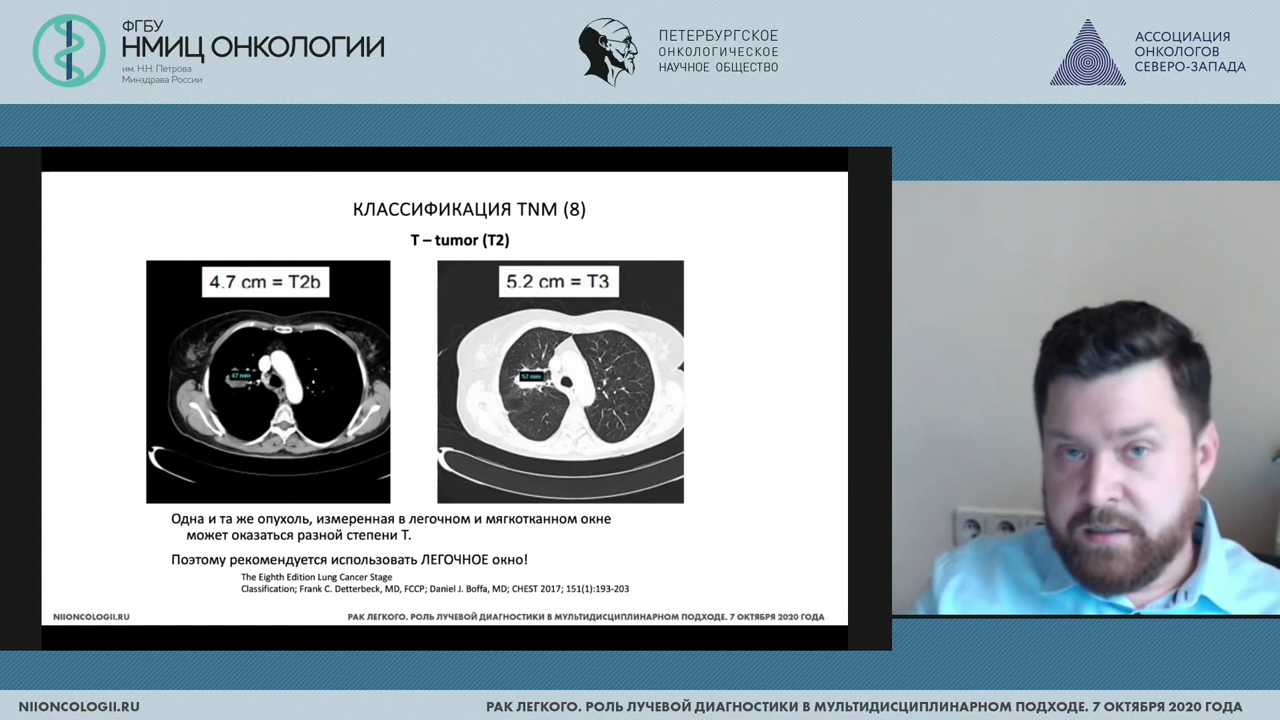 ФГБУ
НМИЦ ОНКОЛОГИИ
им. Н.Н. Петрова
Минздрава России
ПЕТЕРБУРГСКОЕ
ОНКОЛОГИЧЕСКОЕ
НАУЧНОЕ ОБЩЕСТВО
АССОЦИАЦИЯ
ОНКОЛОГОВ
СЕВЕРО-ЗАПАДА
КЛАССИФИКАЦИЯ TNM (8)
T – tumor (T2)
4.7 cm = T2b
5.2 cm = T3
47 mm
52 mm
Одна и та же опухоль, измеренная в легочном и мягкотканном окне
может оказаться разной степени Т.
Поэтому рекомендуется использовать ЛЕГОЧНОЕ окно!
The Eighth Edition Lung Cancer Stage
Classification; Frank C. Detterbeck, MD, FCCP; Daniel J. Boffa, MD; CHEST 2017; 151(1):193-203
NIIONCOLOGII.RU
РАК ЛЕГКОГО. РОЛЬ ЛУЧЕВОЙ ДИАГНОСТИКИ В МУЛЬТИДИСЦИПЛИНАРНОМ ПОДХОДЕ. 7 ОКТЯБРЯ 2020 ГОДА
NIIONCOLOGII.RU
РАК ЛЕГКОГО. РОЛЬ ЛУЧЕВОЙ ДИАГНОСТИКИ В МУЛЬТИДИСЦИПЛИНАРНОМ ПОДХОДЕ. 7 ОКТЯБРЯ 2020 ГОДА